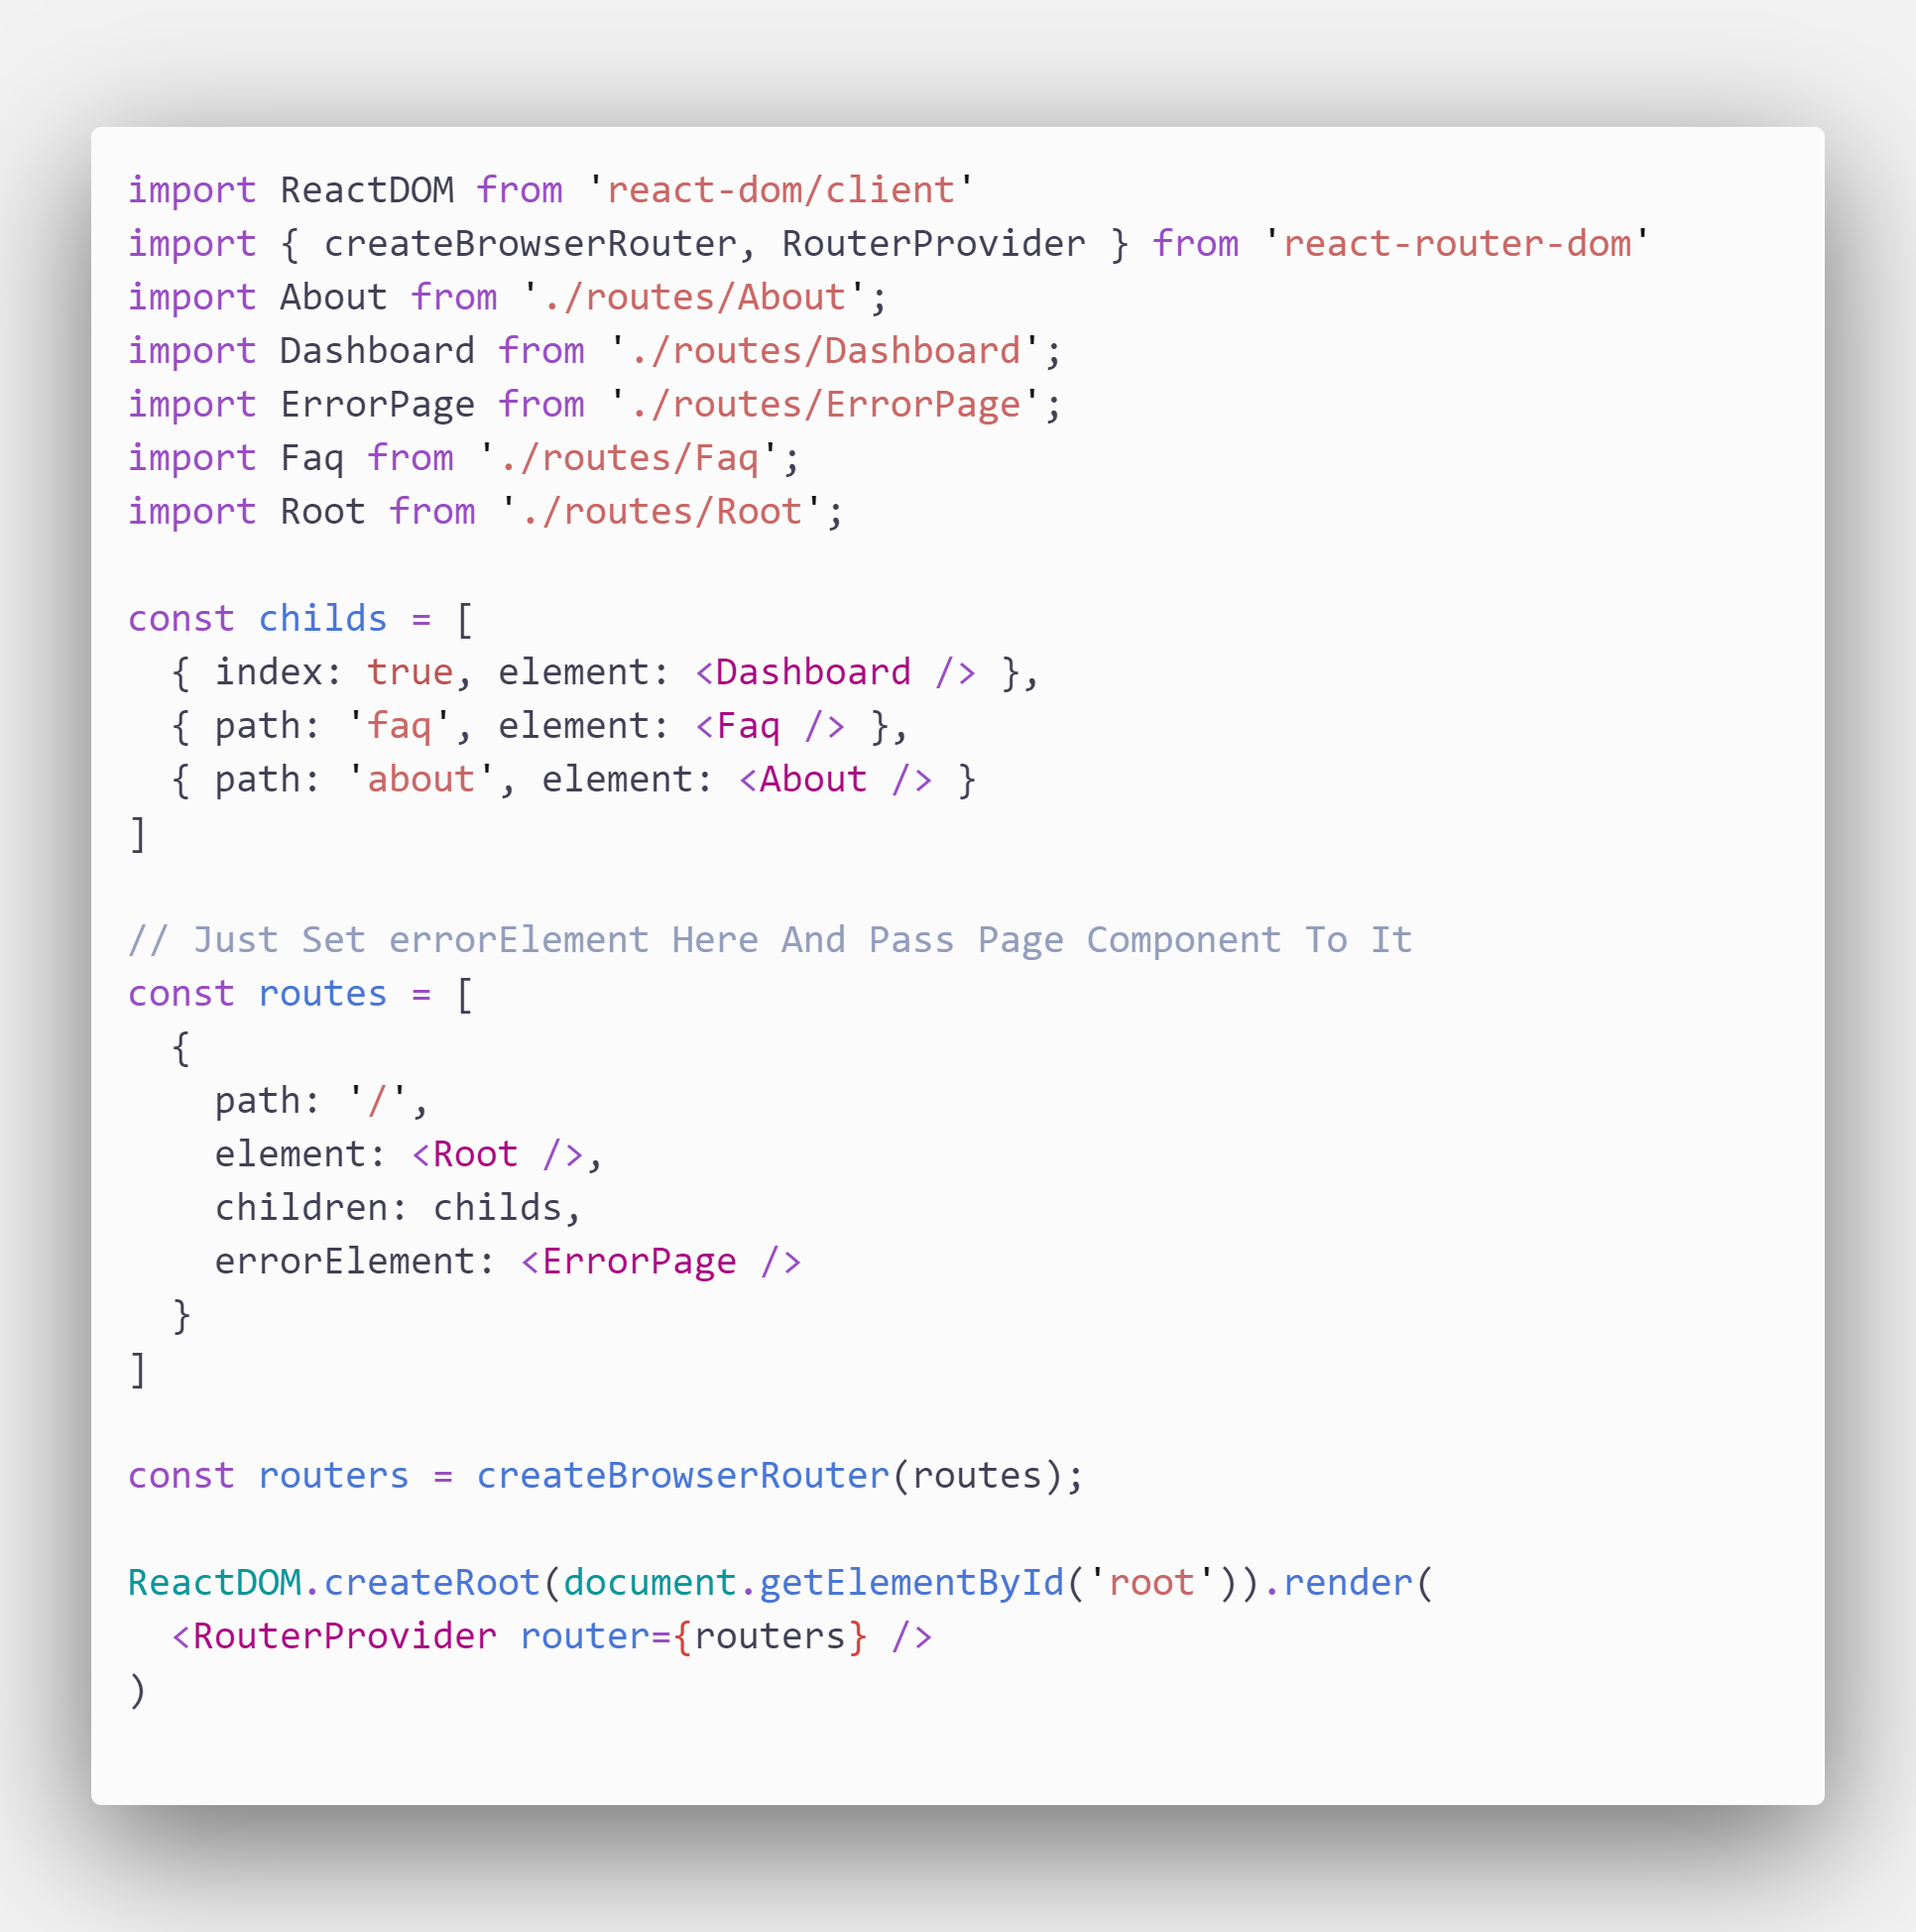 import ReactDOM from 'react-dom/client'
import { createBrowserRouter, RouterProvider } from 'react-router-dom'
import About from './routes/About';
import Dashboard from './routes/Dashboard';
import ErrorPage from './routes/ErrorPage';
import Faq from './routes/Faq';
import Root from './routes/Root';

const childs = [
  { index: true, element: <Dashboard /> },
  { path: 'faq', element: <Faq /> },
  { path: 'about', element: <About /> }
]

// Just Set errorElement Here And Pass Page Component To It
const routes = [
  {
    path: '/',
    element: <Root />,
    children: childs,
    errorElement: <ErrorPage />
  }
]

const routers = createBrowserRouter(routes);

ReactDOM.createRoot(document.getElementById('root')).render(
  <RouterProvider router={routers} />
)